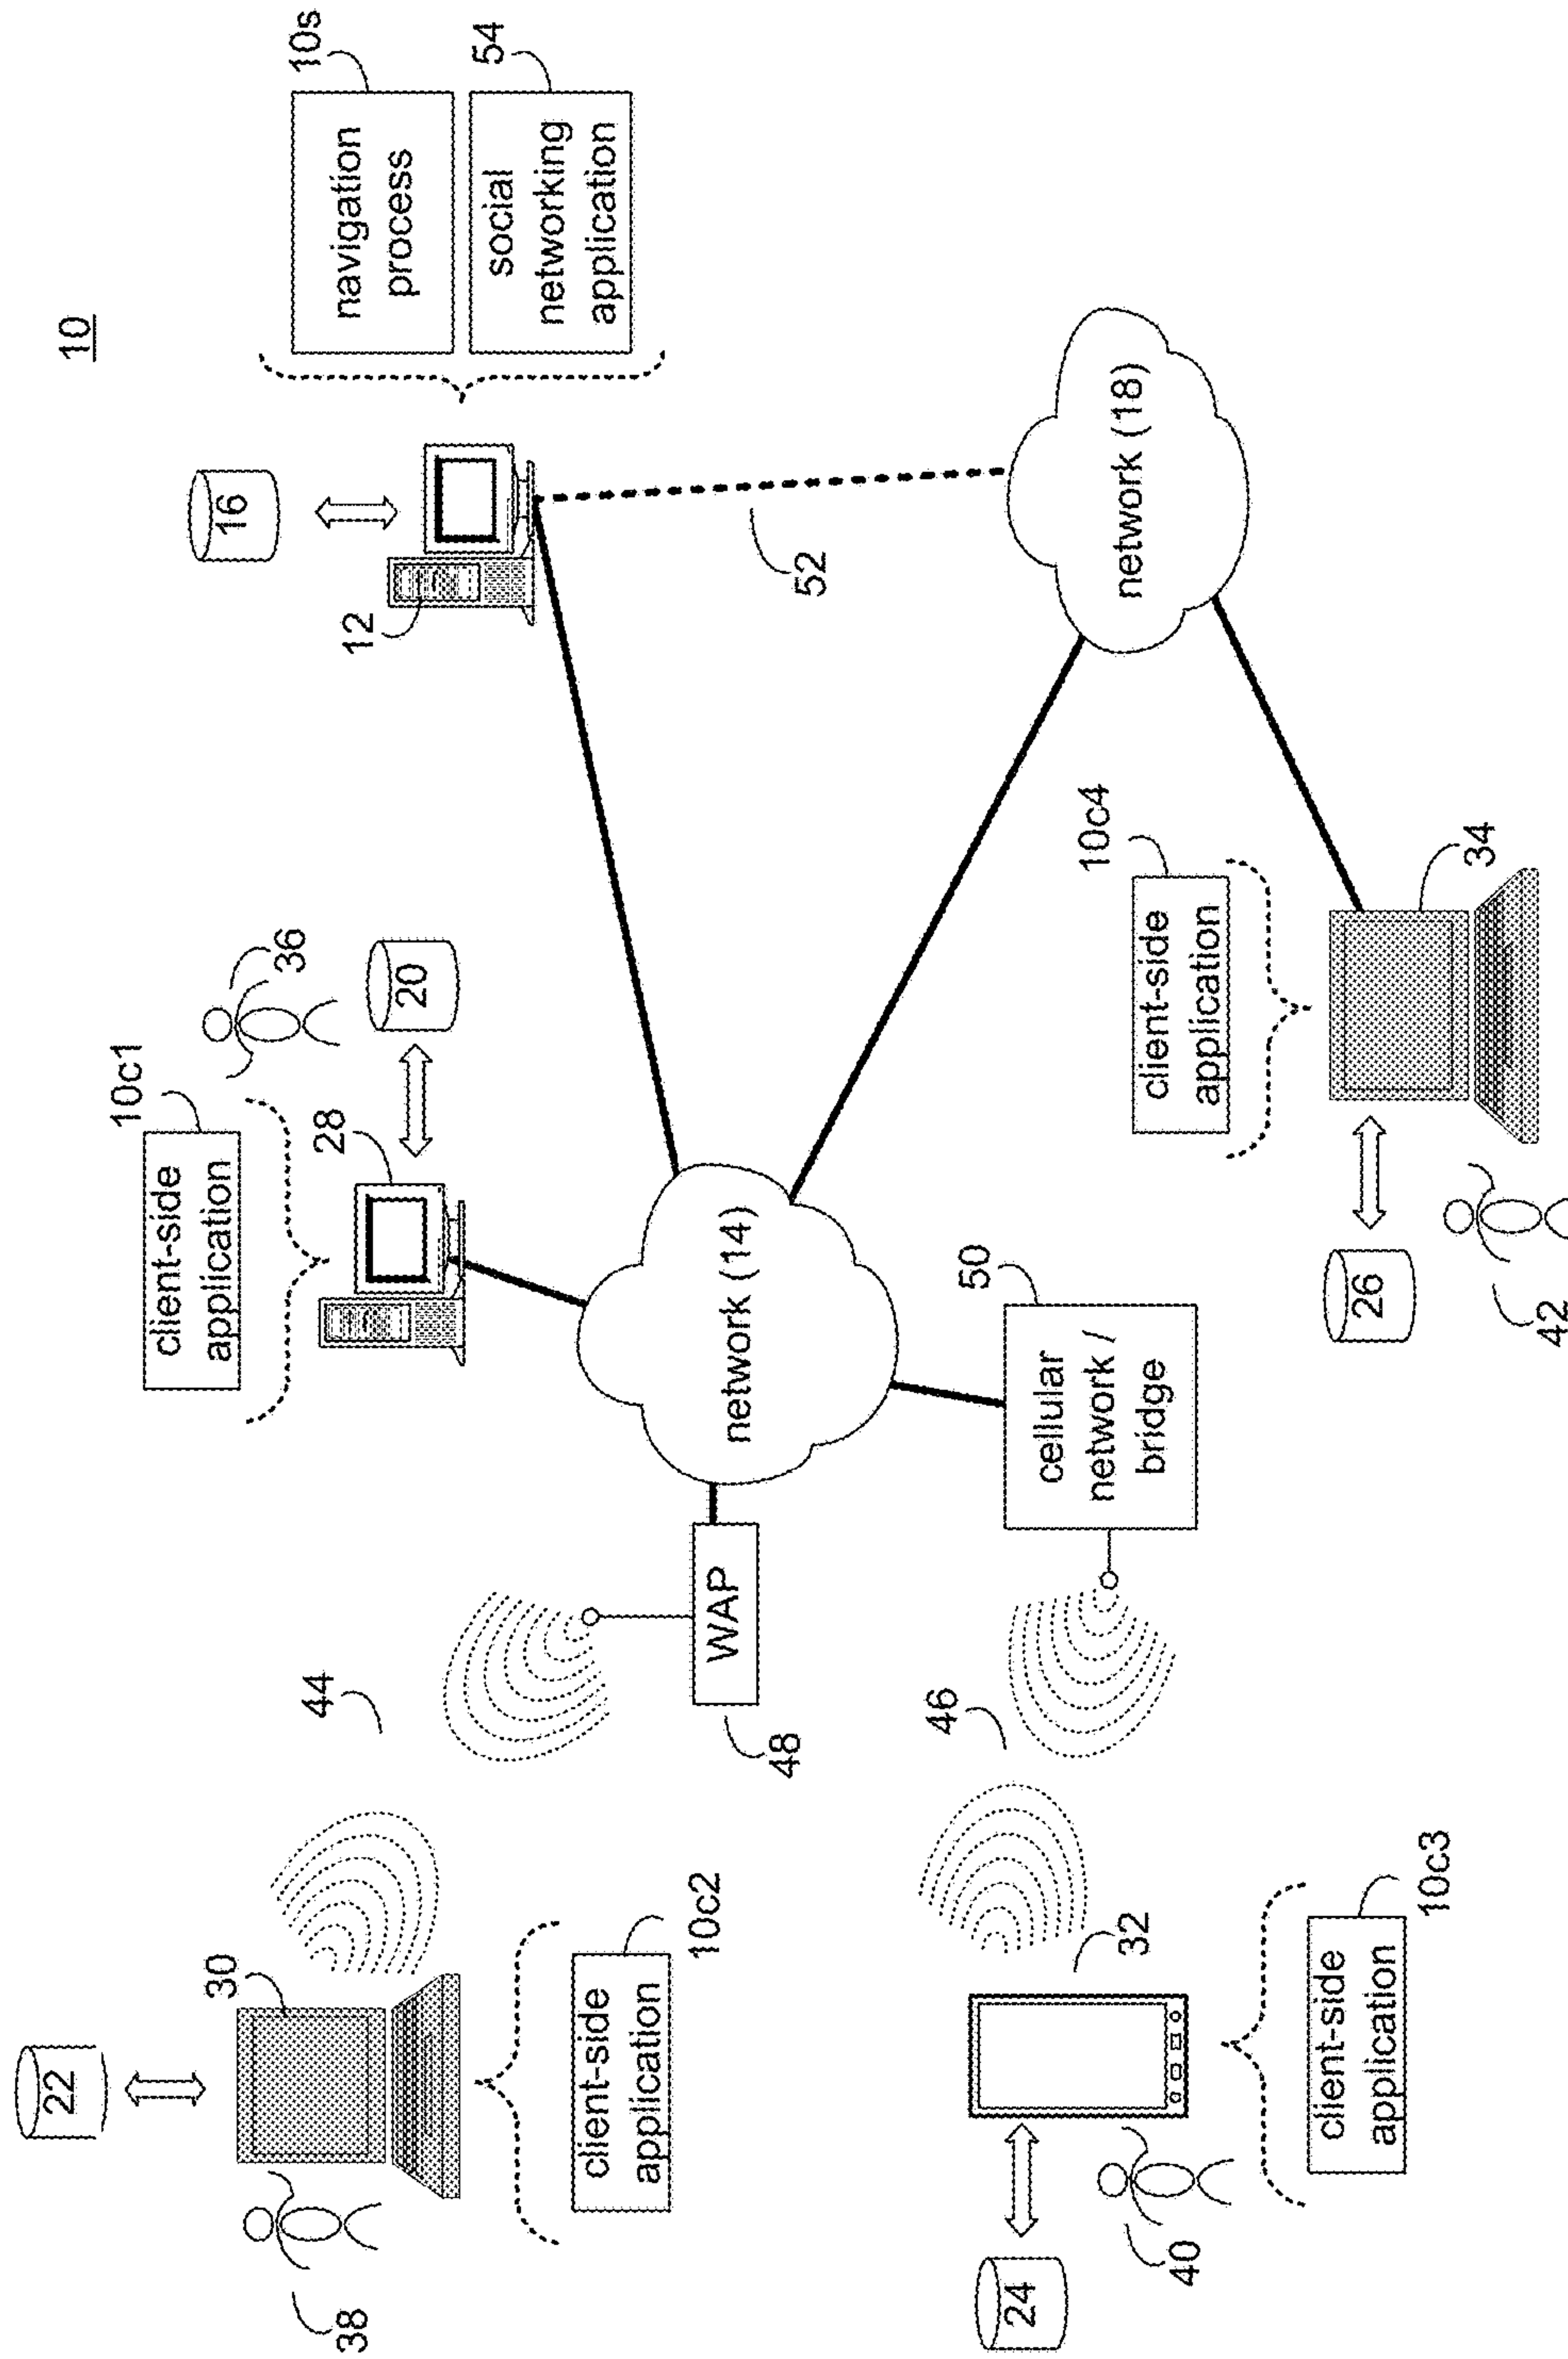 10
22
30
38
client-side
application
10c2
44
10c1
client-side
application
28
36
20
16
12
navigation
process
10s
social
networking
application
54
WAP
48
network (14)
52
24
32
40
client-side
application
10c3
46
cellular
network /
bridge
50
network (18)
10c4
client-side
application
34
26
42